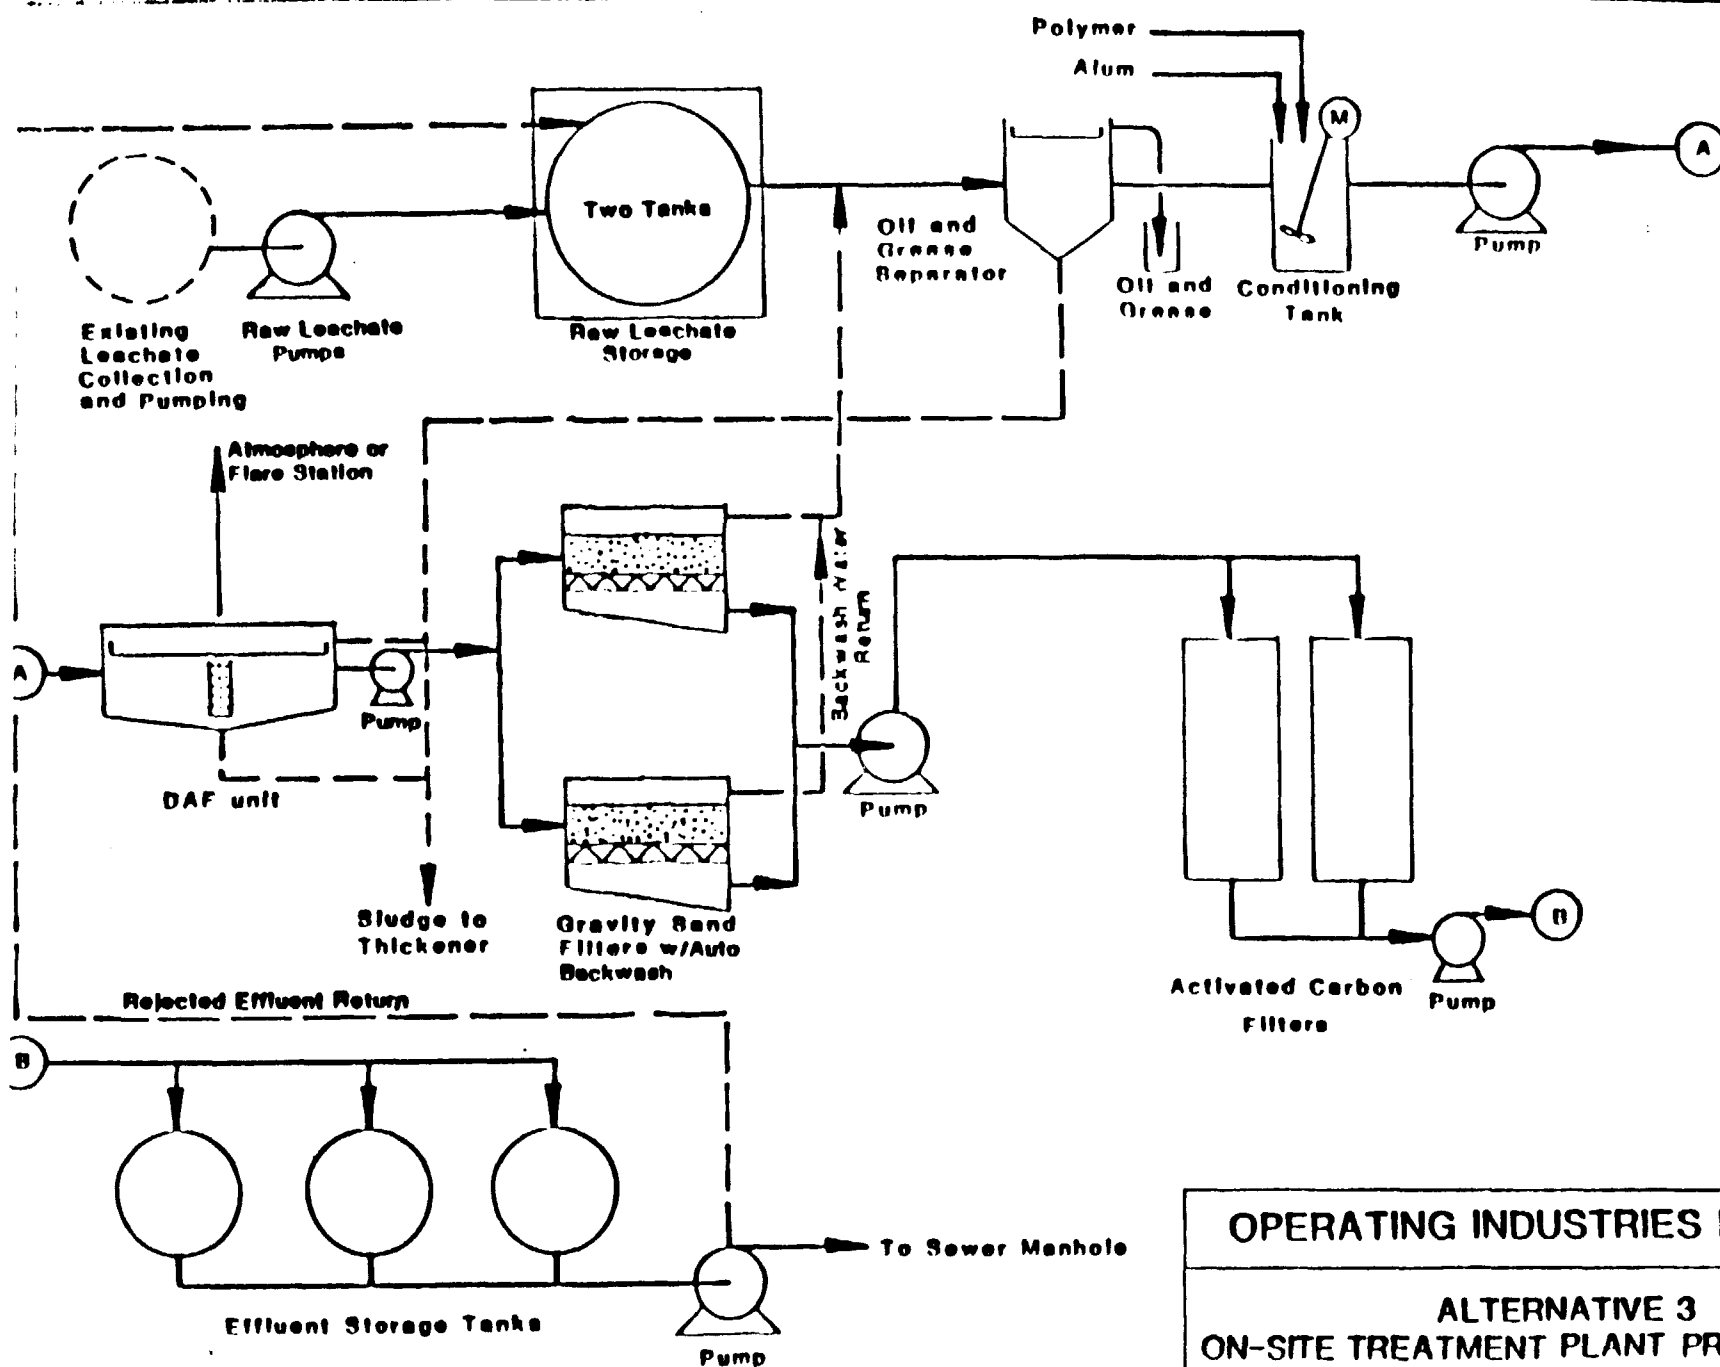 Polymer
Alum
M
A
Two Tanks
Pump
Oil and
Grease
Separator
Oil and
Grease
Conditioning
Tank
Existing
Leachate
Collection
and Pumping
Raw Leachate
Pumps
Raw Leachate
Storage
Atmosphere or
Flare Station
Backwash Water
Return
A
Pump
DAF unit
Pump
Sludge to
Thickener
Gravity Sand
Filters w/Auto
Backwash
B
Activated Carbon
Filters
Pump
Rejected Effluent Return
B
To Sewer Manhole
Effluent Storage Tanks
Pump
OPERATING INDUSTRIES
ALTERNATIVE 3
ON-SITE TREATMENT PLANT PR